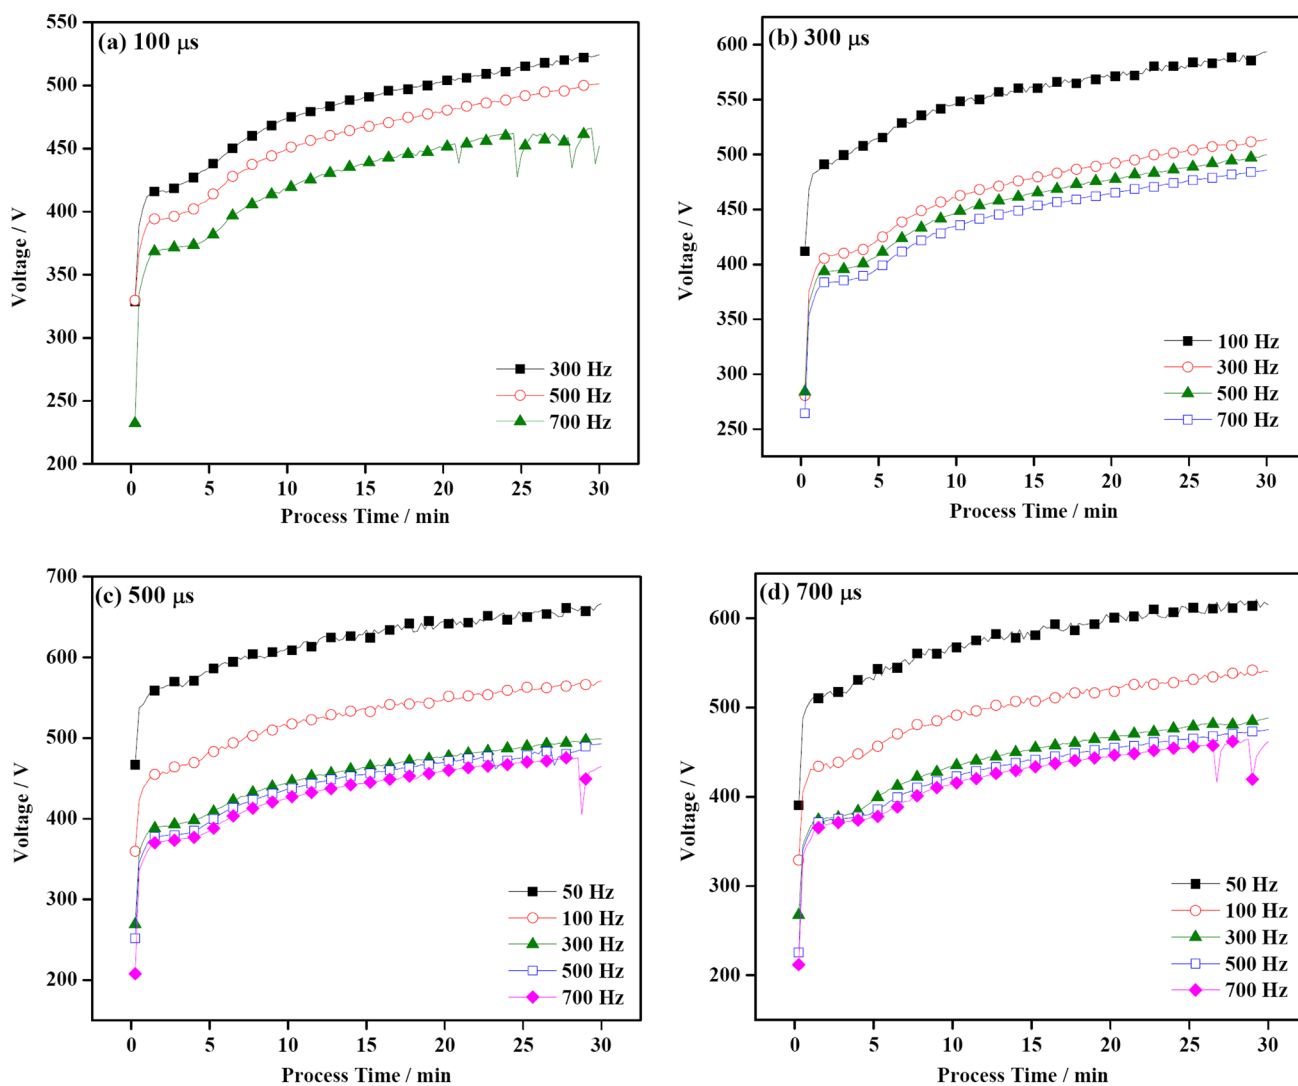 (a) 100 μs
550
500
450
400
350
300
250
200
Voltage / V
300 Hz
500 Hz
700 Hz
0 5 10 15 20 25 30
Process Time / min
(b) 300 μs
600
550
500
450
400
350
300
250
Voltage / V
100 Hz
300 Hz
500 Hz
700 Hz
0 5 10 15 20 25 30
Process Time / min
(c) 500 μs
700
600
500
400
300
200
Voltage / V
50 Hz
100 Hz
300 Hz
500 Hz
700 Hz
0 5 10 15 20 25 30
Process Time / min
(d) 700 μs
600
500
400
300
200
Voltage / V
50 Hz
100 Hz
300 Hz
500 Hz
700 Hz
0 5 10 15 20 25 30
Process Time / min